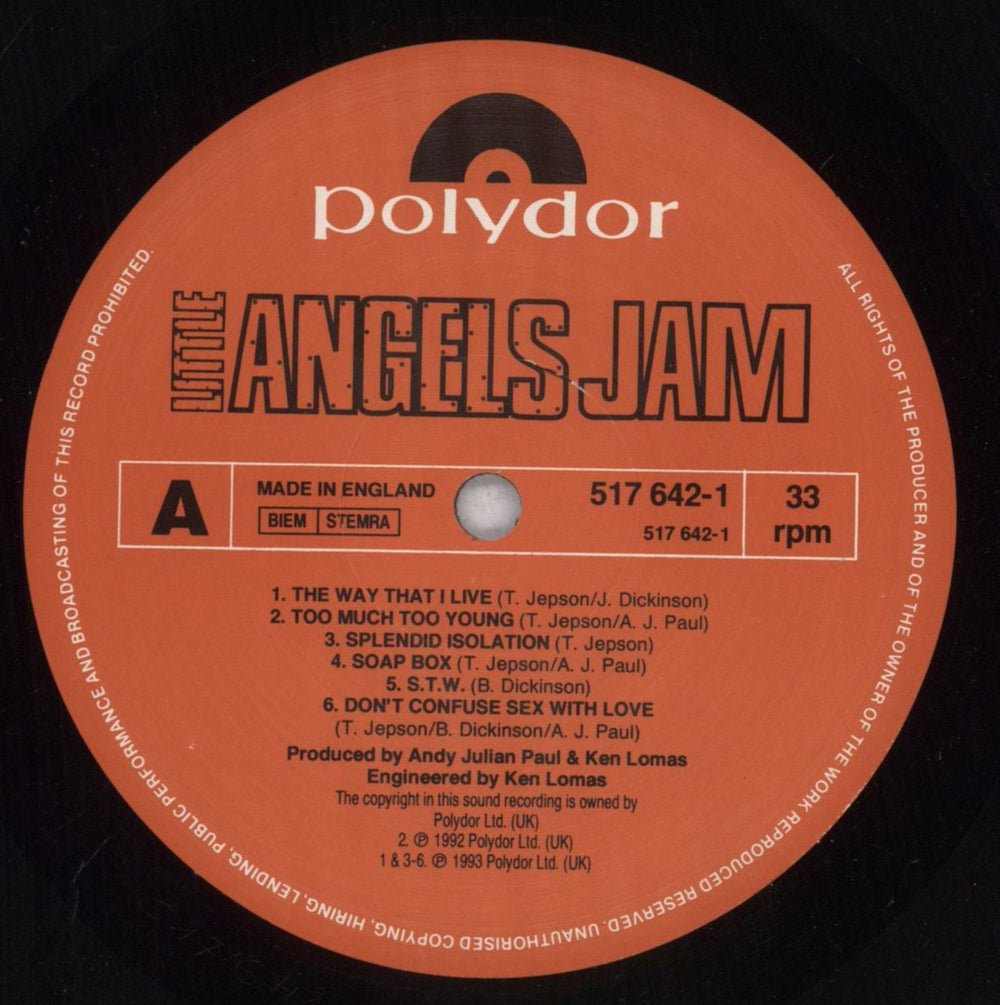 polydor
LITTLE ANGELS JAM
A
MADE IN ENGLAND
BIEM STEMRA
517 642-1
517 642-1
33
rpm
1. THE WAY THAT I LIVE (T. Jepson/J. Dickinson)
2. TOO MUCH TOO YOUNG (T. Jepson/A. J. Paul)
3. SPLENDID ISOLATION (T. Jepson)
4. SOAP BOX (T. Jepson/A. J. Paul)
5. S.T.W. (B. Dickinson)
6. DON'T CONFUSE SEX WITH LOVE
(T. Jepson/B. Dickinson/A. J. Paul)
Produced by Andy Julian Paul & Ken Lomas
Engineered by Ken Lomas
The copyright in this sound recording is owned by
Polydor Ltd. (UK)
2. ℗ 1992 Polydor Ltd. (UK)
1 & 3-6. ℗ 1993 Polydor Ltd. (UK)
ALL RIGHTS OF THE PRODUCER AND OF THE OWNER OF THE WORK REPRODUCED RESERVED. UNAUTHORISED COPYING, HIRING, LENDING, PUBLIC PERFORMANCE AND BROADCASTING OF THIS RECORD PROHIBITED.